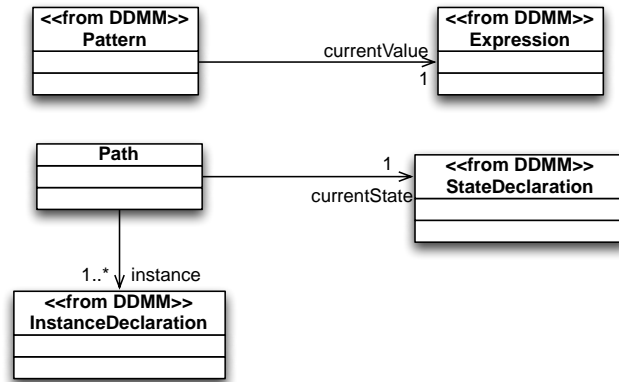 <<from DDMM>>
Pattern
currentValue
1
<<from DDMM>>
Expression
Path
1
currentState
<<from DDMM>>
StateDeclaration
1..* instance
<<from DDMM>>
InstanceDeclaration